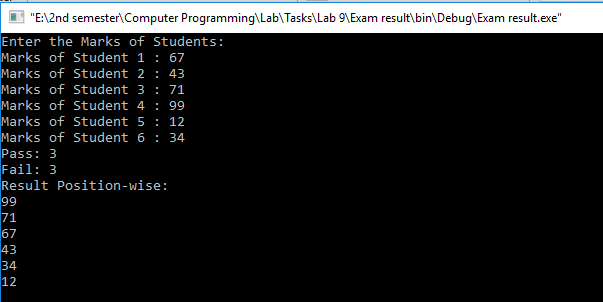 "E:\2nd semester\Computer Programming\Lab\Tasks\Lab 9\Exam result\bin\Debug\Exam result.exe"
Enter the Marks of Students:
Marks of Student 1 : 67
Marks of Student 2 : 43
Marks of Student 3 : 71
Marks of Student 4 : 99
Marks of Student 5 : 12
Marks of Student 6 : 34
Pass: 3
Fail: 3
Result Position-wise:
99
71
67
43
34
12